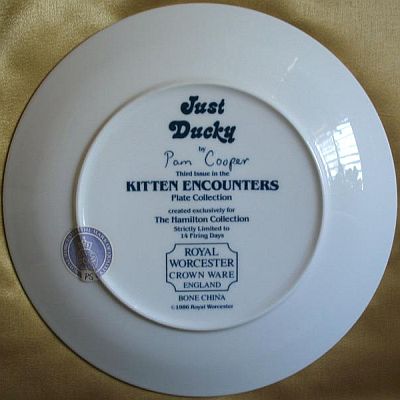 Just
Ducky
by
Pam Cooper
Third Issue in the
KITTEN ENCOUNTERS
Plate Collection
created exclusively for
The Hamilton Collection
Strictly Limited to
14 Firing Days
ROYAL
WORCESTER
CROWN WARE
ENGLAND
BONE CHINA
©1986 Royal Worcester